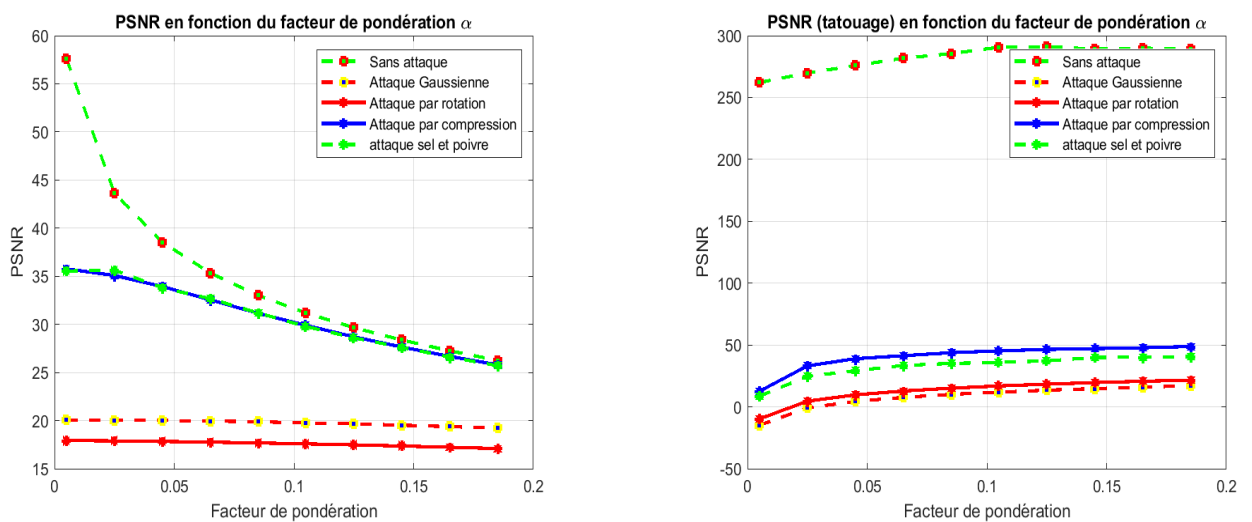 PSNR en fonction du facteur de pondération α
60
55
50
45
40
35
30
25
20
15
PSNR
0
0.05
0.1
0.15
0.2
Facteur de pondération
Sans attaque
Attaque Gaussienne
Attaque par rotation
Attaque par compression
attaque sel et poivre
PSNR (tatouage) en fonction du facteur de pondération α
300
250
200
150
100
50
0
-50
PSNR
0
0.05
0.1
0.15
0.2
Facteur de pondération
Sans attaque
Attaque Gaussienne
Attaque par rotation
Attaque par compression
attaque sel et poivre